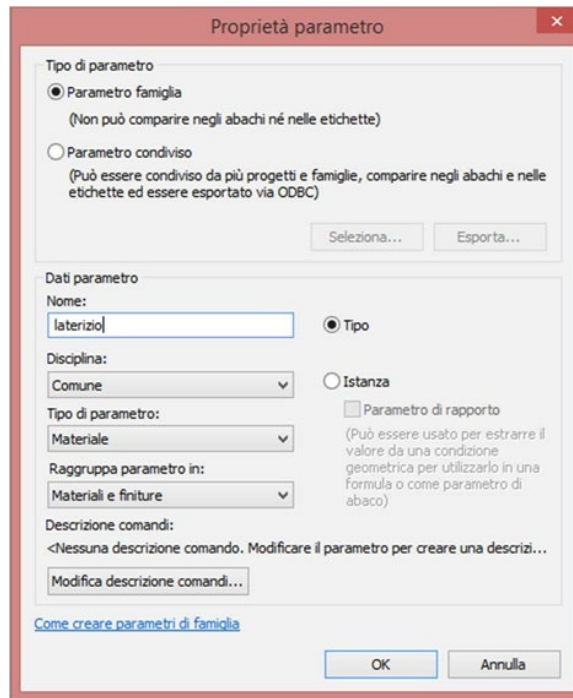 Proprietà parametro
Tipo di parametro
Parametro famiglia
(Non può comparire negli abachi né nelle etichette)
Parametro condiviso
(Può essere condiviso da più progetti e famiglie, comparire negli abachi e nelle
etichette ed essere esportato via ODBC)
Seleziona...
Esporta...
Dati parametro
Nome:
laterizio
Tipo
Disciplina:
Comune
Istanza
Tipo di parametro:
Parametro di rapporto
Materiale
(Può essere usato per estrarre il
valore da una condizione
geometrica per utilizzarlo in una
formula o come parametro di
abaco)
Raggruppa parametro in:
Materiali e finiture
Descrizione comandi:
<Nessuna descrizione comando. Modificare il parametro per creare una descrizi...
Modifica descrizione comandi...
Come creare parametri di famiglia
OK
Annulla